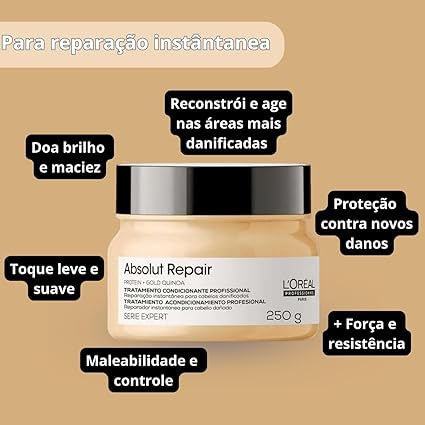 Para reparação instântanea
Reconstrói e age
nas áreas mais
danificadas
Doa brilho
e maciez
Proteção
contra novos
danos
Toque leve e
suave
Absolut Repair
PROTEIN + GOLD QUINOA
TRATAMENTO CONDICIONANTE PROFISSIONAL
Reparação instantânea para cabelos danificados
TRATAMIENTO ACONDICIONAMIENTO PROFESIONAL
Reparador instantáneo para cabello dañado
SERIE EXPERT
L'ORÉAL
PROFESSIONNEL
PARIS
250 g
+ Força e
resistência
Maleabilidade e
controle